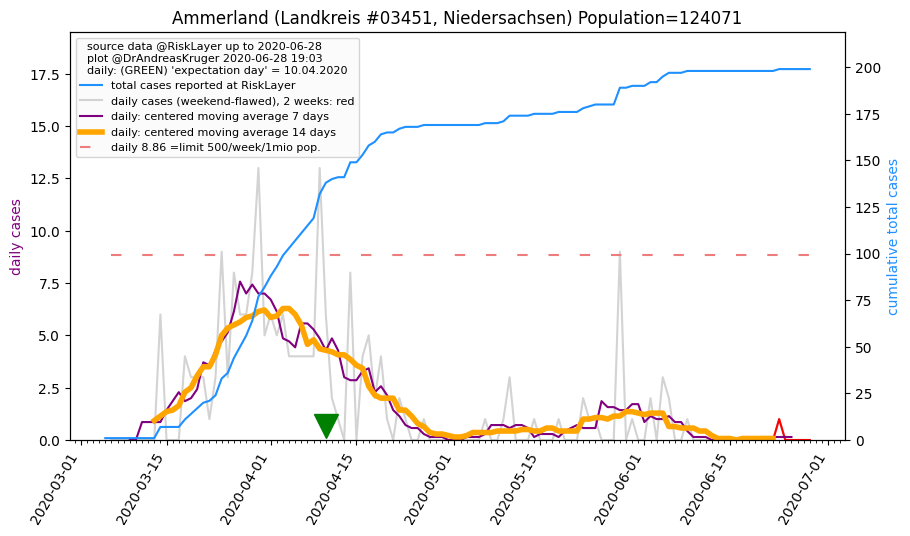 Ammerland (Landkreis #03451, Niedersachsen) Population=124071
source data @RiskLayer up to 2020-06-28
plot @DrAndreasKruger 2020-06-28 19:03
daily: (GREEN) 'expectation day' = 10.04.2020
total cases reported at RiskLayer
daily cases (weekend-flawed), 2 weeks: red
daily: centered moving average 7 days
daily: centered moving average 14 days
daily 8.86 =limit 500/week/1mio pop.
daily cases
17.5
15.0
12.5
10.0
7.5
5.0
2.5
0.0
200
175
150
125
100
75
50
25
0
cumulative total cases
2020-03-01
2020-03-15
2020-04-01
2020-04-15
2020-05-01
2020-05-15
2020-06-01
2020-06-15
2020-07-01